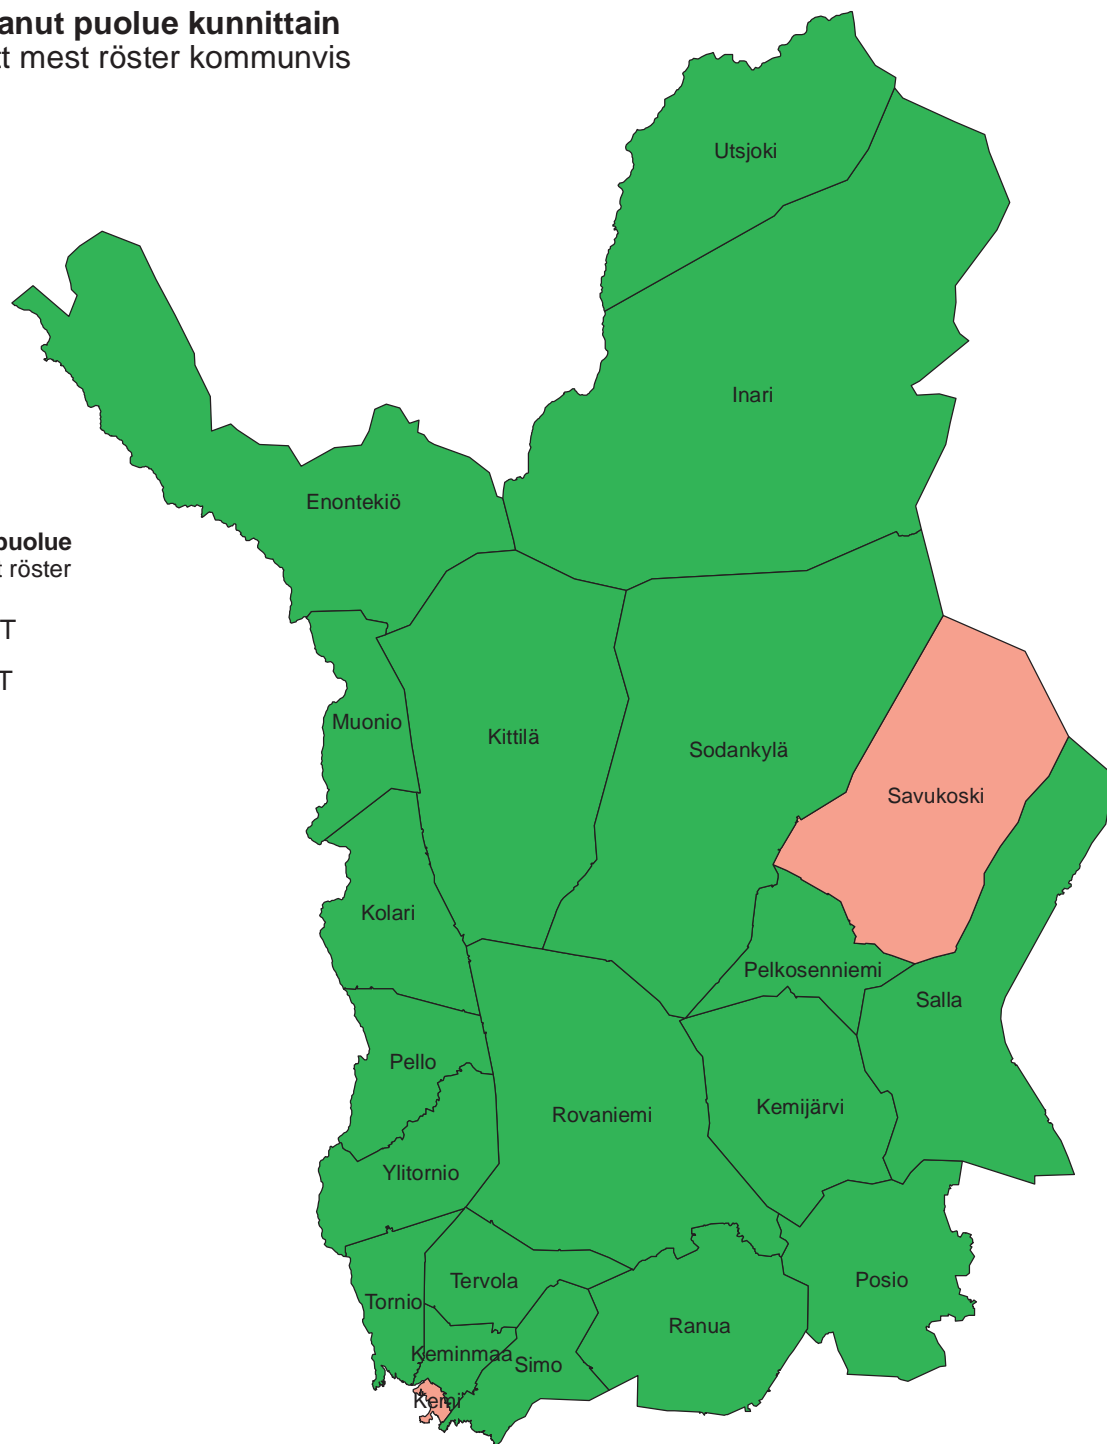 anut puolue kunnittain
tt mest röster kommunvis
Utsjoki
Inari
Enontekiö
puolue
t röster
T
T
Muonio
Kittilä
Sodankylä
Savukoski
Kolari
Pelkosenniemi
Salla
Pello
Rovaniemi
Kemijärvi
Ylitornio
Tervola
Posio
Tornio
Ranua
Keminmaa
Simo
Kemi